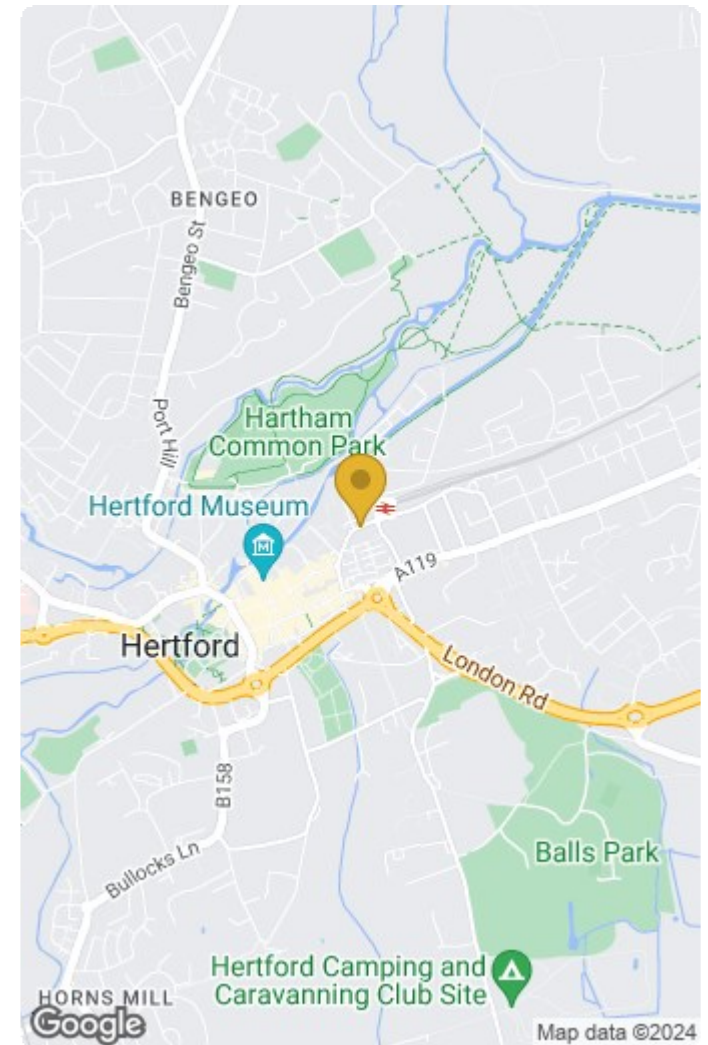 BENGEO
Bengeo St
Port Hill
Hartham
Common Park
Hertford Museum
M
A119
Hertford
London Rd
B158
Balls Park
Bullocks Ln
Hertford Camping and
Caravanning Club Site
HORNS MILL
Google
Map data ©2024